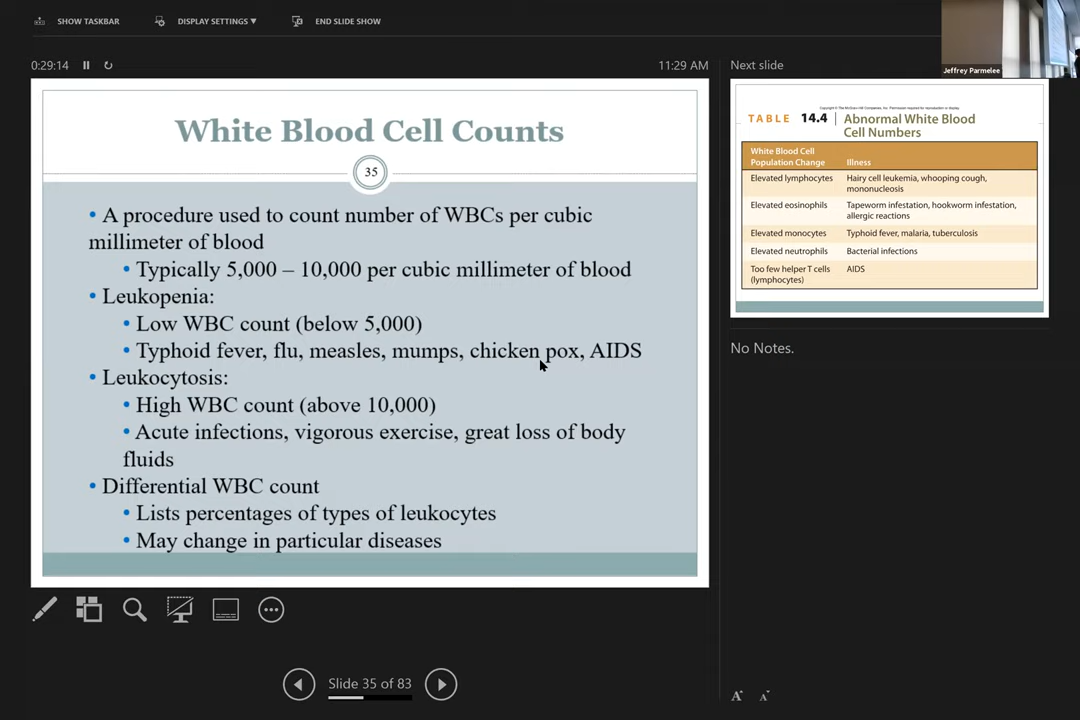 SHOW TASKBAR
DISPLAY SETTINGS ▼
END SLIDE SHOW
Jeffrey Parmelee
0:29:14
11:29 AM
White Blood Cell Counts
35
• A procedure used to count number of WBCs per cubic
millimeter of blood
• Typically 5,000 – 10,000 per cubic millimeter of blood
• Leukopenia:
• Low WBC count (below 5,000)
• Typhoid fever, flu, measles, mumps, chicken pox, AIDS
• Leukocytosis:
• High WBC count (above 10,000)
• Acute infections, vigorous exercise, great loss of body
fluids
• Differential WBC count
• Lists percentages of types of leukocytes
• May change in particular diseases
Next slide
Copyright © The McGraw-Hill Companies, Inc. Permission required for reproduction or display.
TABLE 14.4 | Abnormal White Blood
Cell Numbers
White Blood Cell
Population Change
Illness
Elevated lymphocytes
Hairy cell leukemia, whooping cough,
mononucleosis
Elevated eosinophils
Tapeworm infestation, hookworm infestation,
allergic reactions
Elevated monocytes
Typhoid fever, malaria, tuberculosis
Elevated neutrophils
Bacterial infections
Too few helper T cells
(lymphocytes)
AIDS
No Notes.
Slide 35 of 83
A A